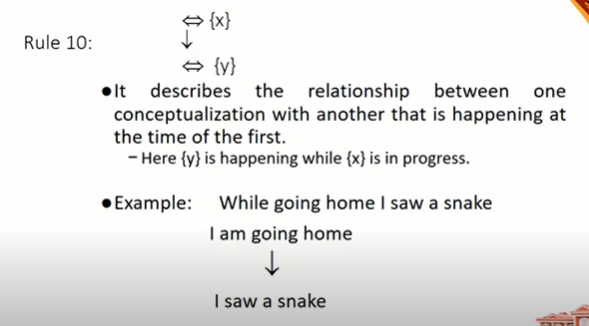 ⇔ {x}
Rule 10:
↓
⇔ {y}
●It describes the relationship between one
conceptualization with another that is happening at
the time of the first.
– Here {y} is happening while {x} is in progress.
●Example: While going home I saw a snake
I am going home
↓
I saw a snake